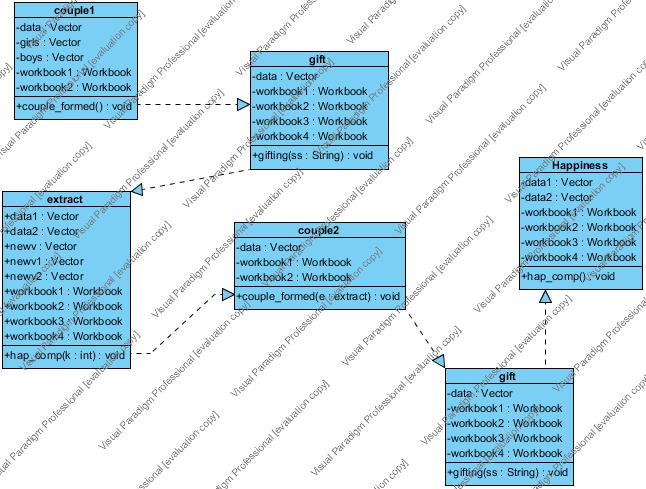 couple1
-data : Vector
-girls : Vector
-boys : Vector
-workbook1 : Workbook
-workbook2 : Workbook
+couple_formed() : void
gift
-data : Vector
-workbook1 : Workbook
-workbook2 : Workbook
-workbook3 : Workbook
-workbook4 : Workbook
+gifting(ss : String) : void
Happiness
-data1 : Vector
-data2 : Vector
-workbook1 : Workbook
-workbook2 : Workbook
-workbook3 : Workbook
-workbook4 : Workbook
+hap_comp() : void
extract
+data1 : Vector
+data2 : Vector
+newv : Vector
+newv1 : Vector
+newv2 : Vector
+workbook1 : Workbook
+workbook2 : Workbook
+workbook3 : Workbook
+workbook4 : Workbook
+hap_comp(k : int) : void
couple2
-data : Vector
-workbook1 : Workbook
-workbook2 : Workbook
+couple_formed(e : extract) : void
gift
-data : Vector
-workbook1 : Workbook
-workbook2 : Workbook
-workbook3 : Workbook
-workbook4 : Workbook
+gifting(ss : String) : void
Visual Paradigm Professional [evaluation copy]